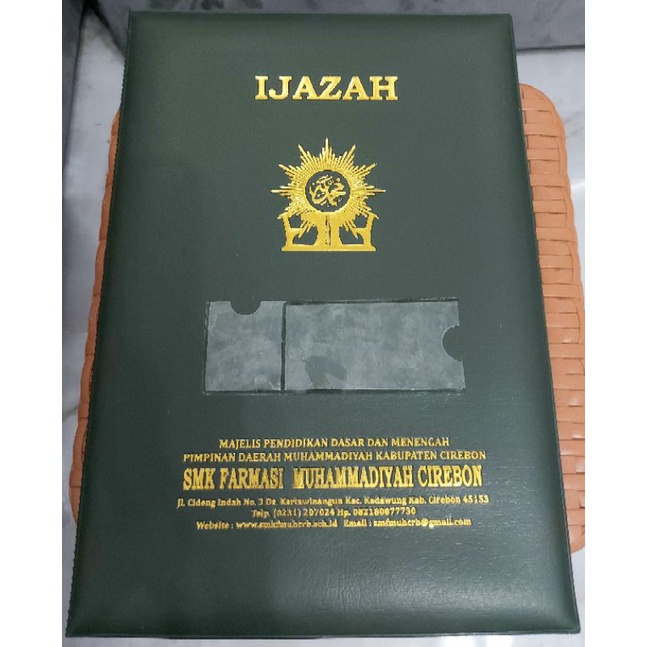 IJAZAH
محمد
MAJELIS PENDIDIKAN DASAR DAN MENENGAH
PIMPINAN DAERAH MUHAMMADIYAH KABUPATEN CIREBON
SMK FARMASI MUHAMMADIYAH CIREBON
Jl. Cideng Indah No. 3 Ds. Kertawinangun Kec. Kedawung Kab. Cirebon 45153
Telp. (0231) 207024 Hp. 082180877730
Website : www.smkfmuhcrb.sch.id Email : smfmuhcrb@gmail.com